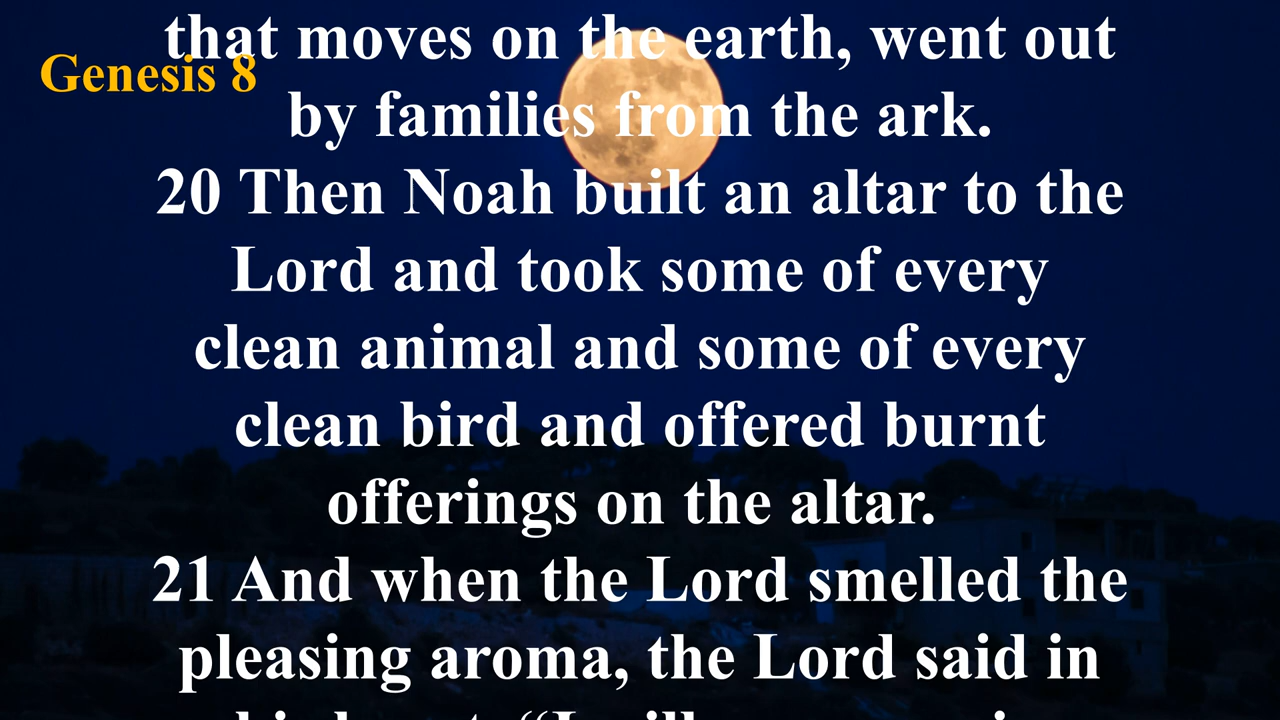 that moves on the earth, went out
Genesis 8
by families from the ark.
20 Then Noah built an altar to the
Lord and took some of every
clean animal and some of every
clean bird and offered burnt
offerings on the altar.
21 And when the Lord smelled the
pleasing aroma, the Lord said in